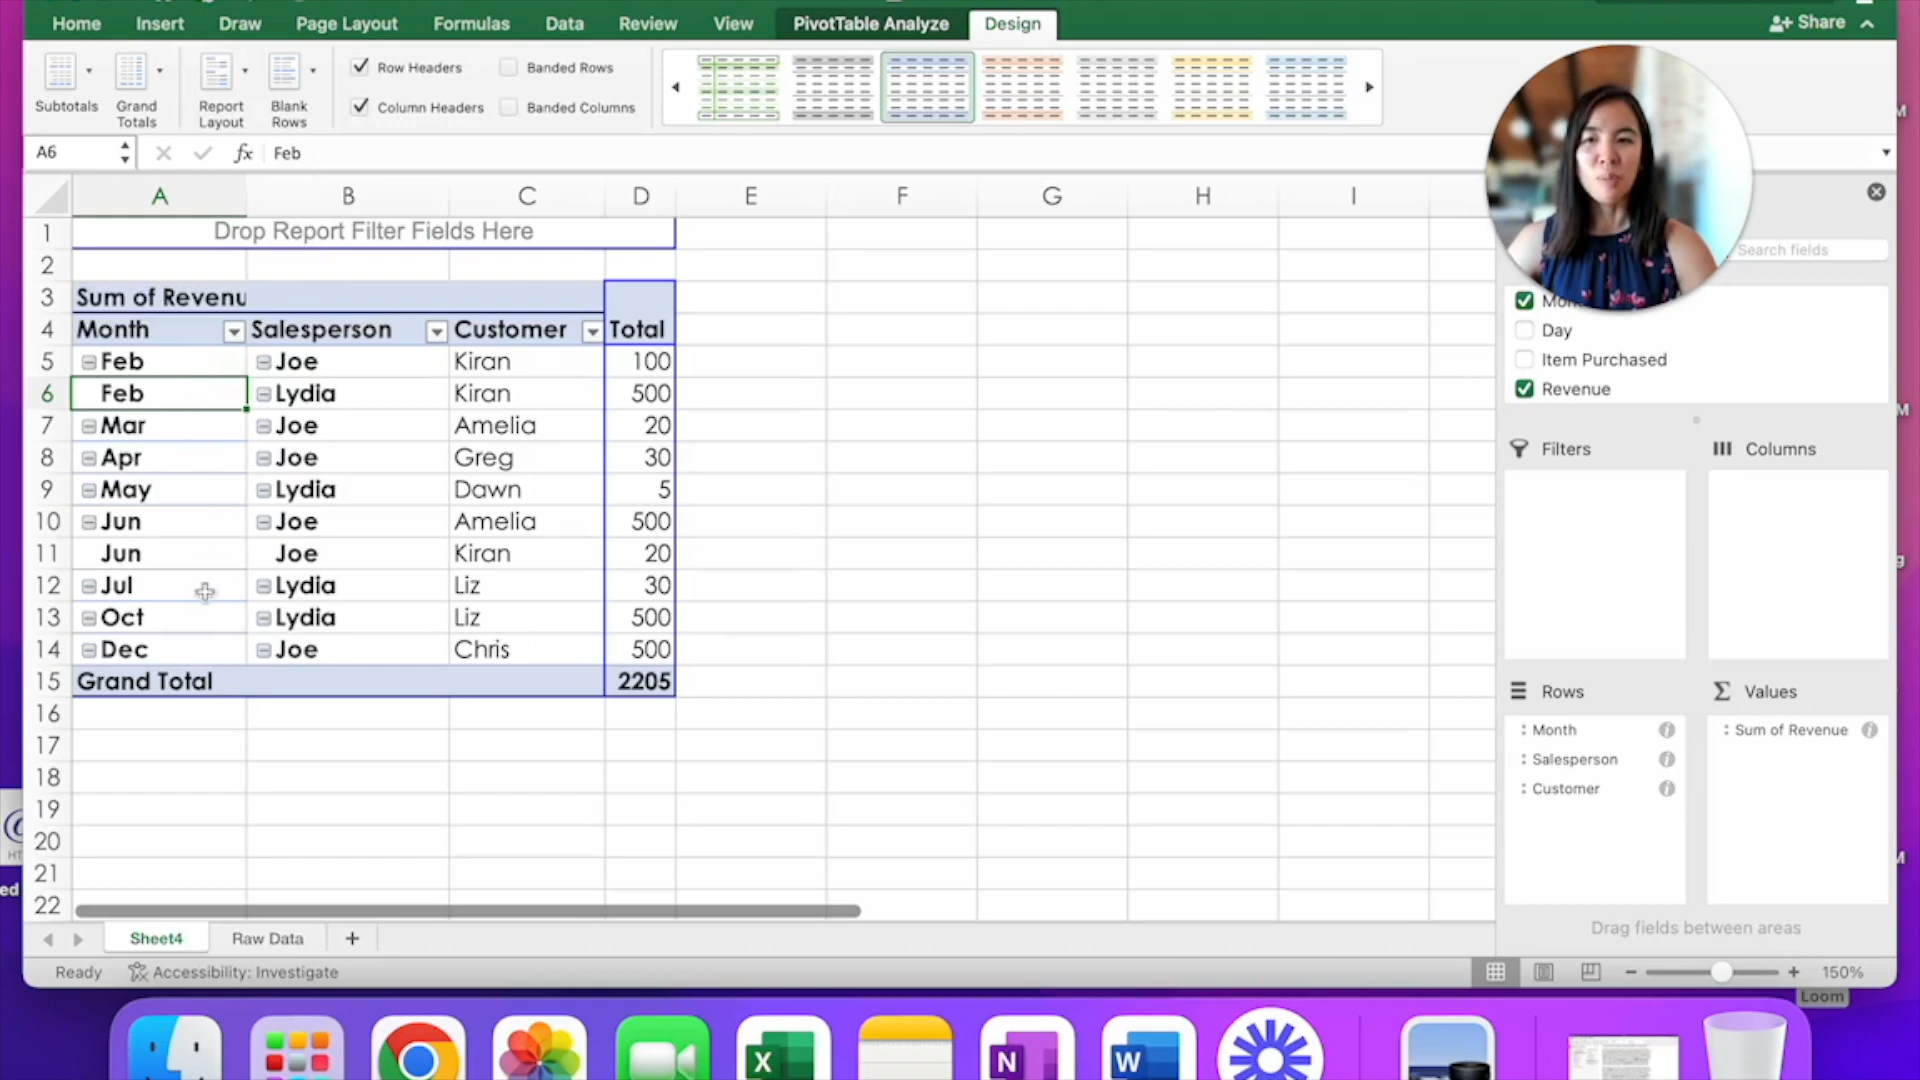 Home Insert Draw Page Layout Formulas Data Review View PivotTable Analyze Design Share
Subtotals Grand Totals Report Layout Blank Rows
Row Headers Banded Rows
Column Headers Banded Columns
A6 fx Feb
A B C D E F G H I
1 Drop Report Filter Fields Here
2
3 Sum of Revenu
4 Month Salesperson Customer Total
5 Feb Joe Kiran 100
6 Feb Lydia Kiran 500
7 Mar Joe Amelia 20
8 Apr Joe Greg 30
9 May Lydia Dawn 5
10 Jun Joe Amelia 500
11 Jun Joe Kiran 20
12 Jul Lydia Liz 30
13 Oct Lydia Liz 500
14 Dec Joe Chris 500
15 Grand Total 2205
16
17
18
19
20
21
22
Search fields
Day
Item Purchased
Revenue
Filters Columns
Rows Values
Month Sum of Revenue
Salesperson
Customer
Drag fields between areas
Sheet4 Raw Data +
Ready Accessibility: Investigate 150%
Loom
X N W